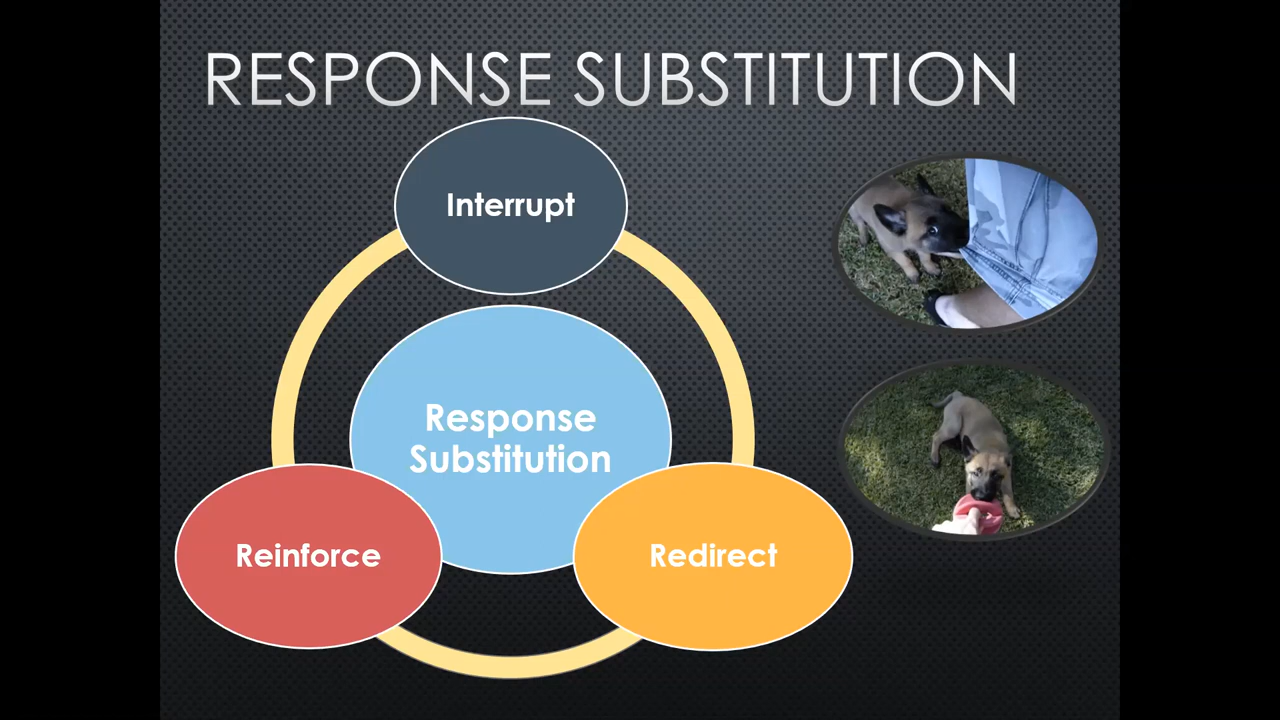 RESPONSE SUBSTITUTION
Interrupt
Response
Substitution
Reinforce
Redirect